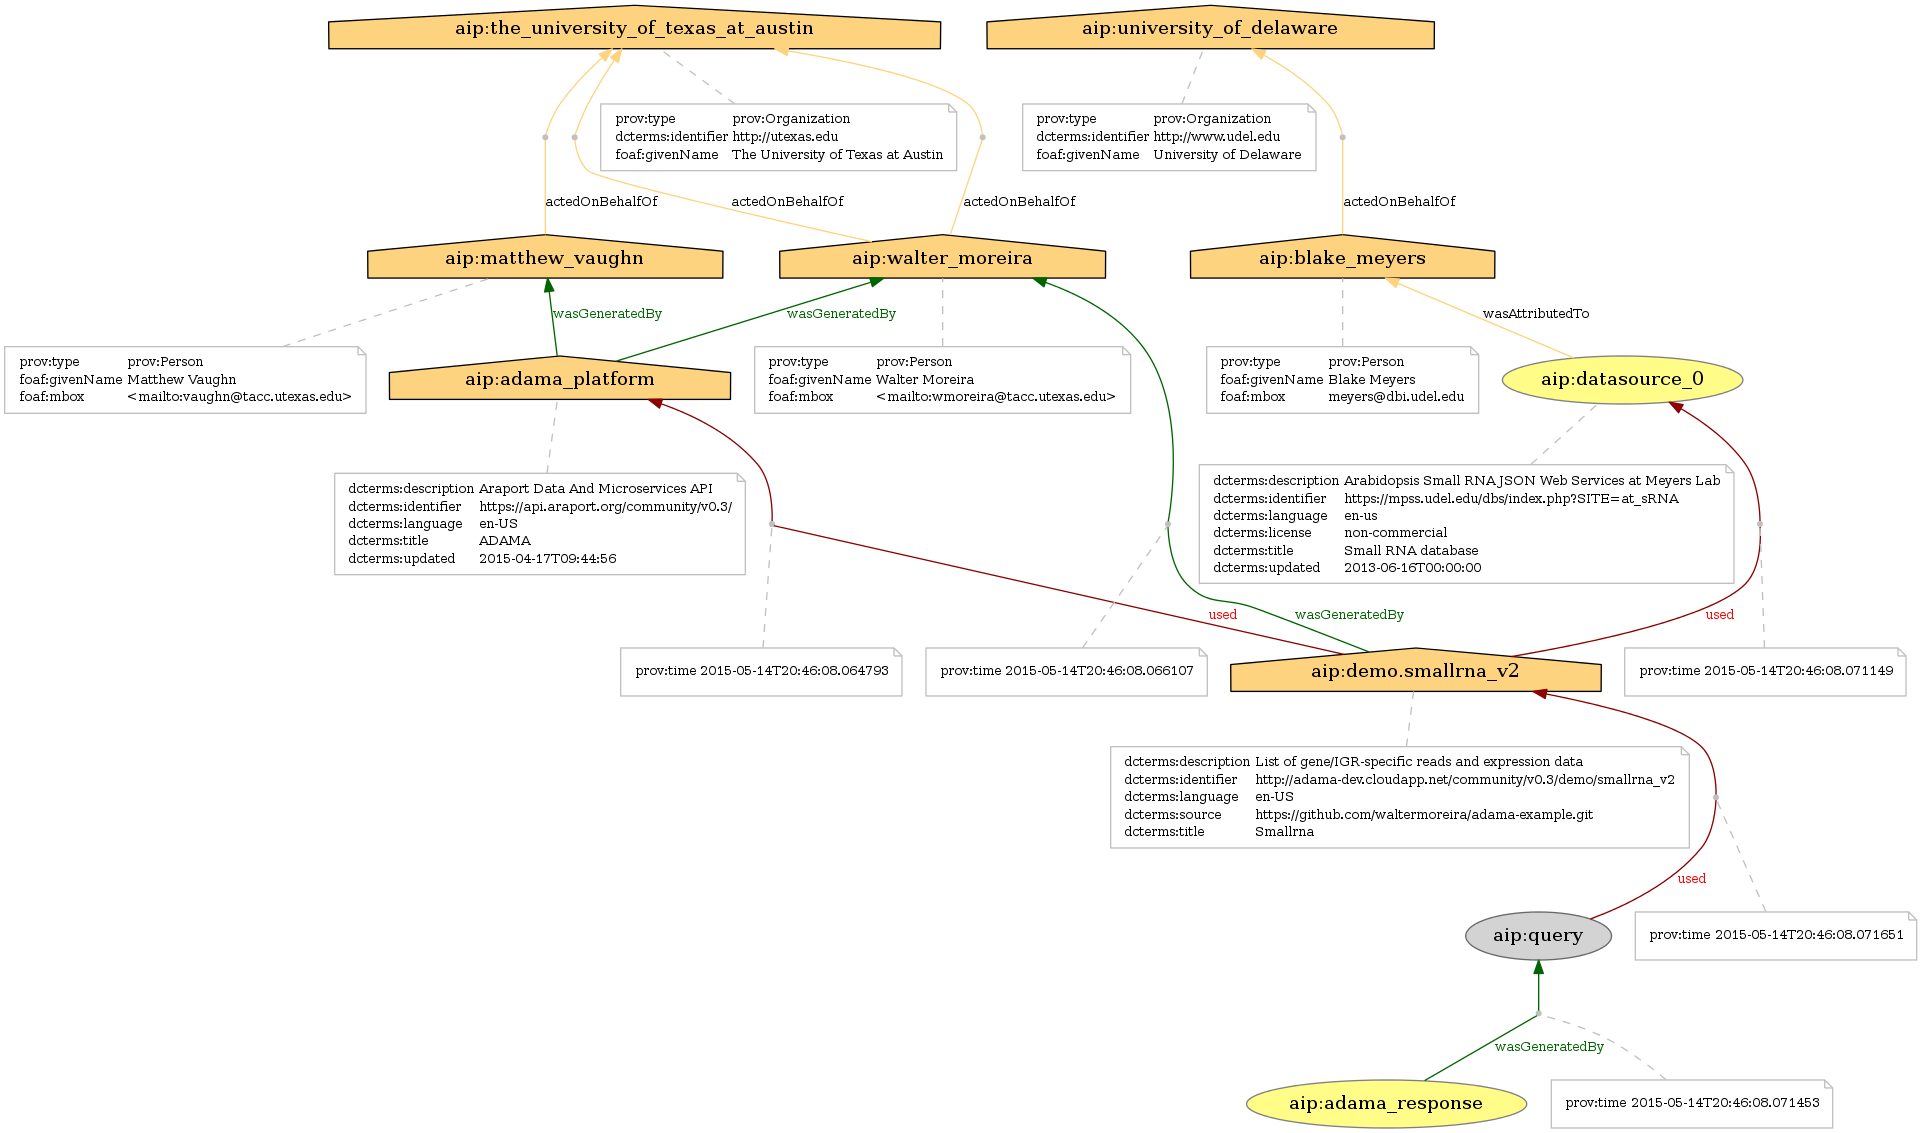 aip:the_university_of_texas_at_austin
aip:university_of_delaware
prov:type prov:Organization
dcterms:identifier http://utexas.edu
foaf:givenName The University of Texas at Austin
prov:type prov:Organization
dcterms:identifier http://www.udel.edu
foaf:givenName University of Delaware
actedOnBehalfOf
actedOnBehalfOf
actedOnBehalfOf
actedOnBehalfOf
aip:matthew_vaughn
aip:walter_moreira
aip:blake_meyers
wasGeneratedBy
wasGeneratedBy
wasAttributedTo
prov:type prov:Person
foaf:givenName Matthew Vaughn
foaf:mbox <mailto:vaughn@tacc.utexas.edu>
aip:adama_platform
prov:type prov:Person
foaf:givenName Walter Moreira
foaf:mbox <mailto:wmoreira@tacc.utexas.edu>
prov:type prov:Person
foaf:givenName Blake Meyers
foaf:mbox meyers@dbi.udel.edu
aip:datasource_0
dcterms:description Araport Data And Microservices API
dcterms:identifier https://api.araport.org/community/v0.3/
dcterms:language en-US
dcterms:title ADAMA
dcterms:updated 2015-04-17T09:44:56
dcterms:description Arabidopsis Small RNA JSON Web Services at Meyers Lab
dcterms:identifier https://mpss.udel.edu/dbs/index.php?SITE=at_sRNA
dcterms:language en-us
dcterms:license non-commercial
dcterms:title Small RNA database
dcterms:updated 2013-06-16T00:00:00
used
wasGeneratedBy
used
prov:time 2015-05-14T20:46:08.064793
prov:time 2015-05-14T20:46:08.066107
aip:demo.smallrna_v2
prov:time 2015-05-14T20:46:08.071149
dcterms:description List of gene/IGR-specific reads and expression data
dcterms:identifier http://adama-dev.cloudapp.net/community/v0.3/demo/smallrna_v2
dcterms:language en-US
dcterms:source https://github.com/waltermoreira/adama-example.git
dcterms:title Smallrna
used
aip:query
prov:time 2015-05-14T20:46:08.071651
wasGeneratedBy
aip:adama_response
prov:time 2015-05-14T20:46:08.071453